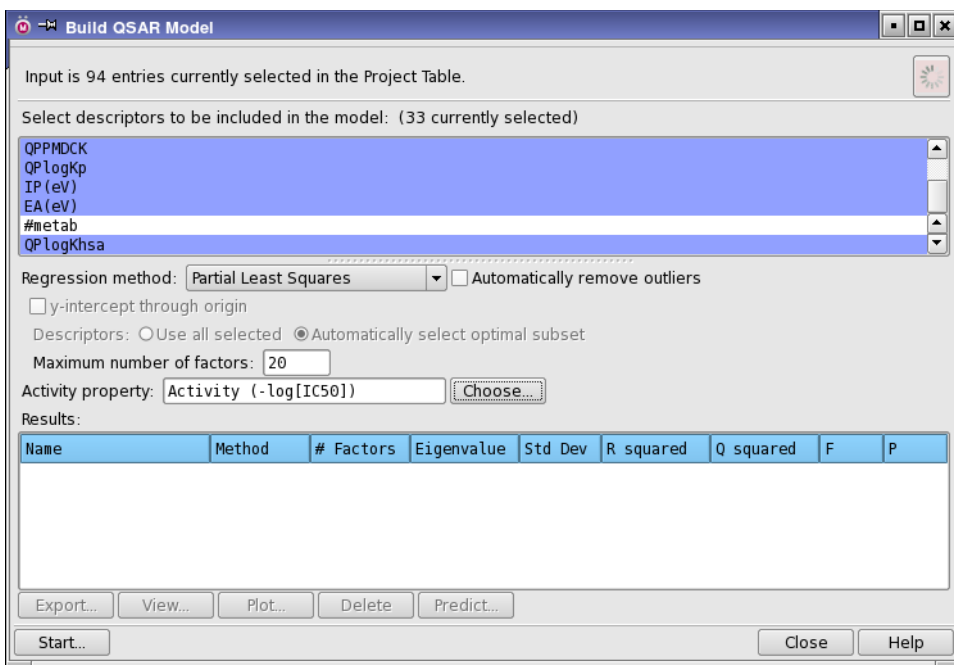 Build QSAR Model
Input is 94 entries currently selected in the Project Table.
Select descriptors to be included in the model: (33 currently selected)
QPPMDCK
QPlogKp
IP(eV)
EA(eV)
#metab
QPlogKhsa
Regression method: Partial Least Squares Automatically remove outliers
y-intercept through origin
Descriptors: Use all selected Automatically select optimal subset
Maximum number of factors: 20
Activity property: Activity (-log[IC50]) Choose...
Results:
Name Method # Factors Eigenvalue Std Dev R squared Q squared F P
Export... View... Plot... Delete Predict...
Start... Close Help